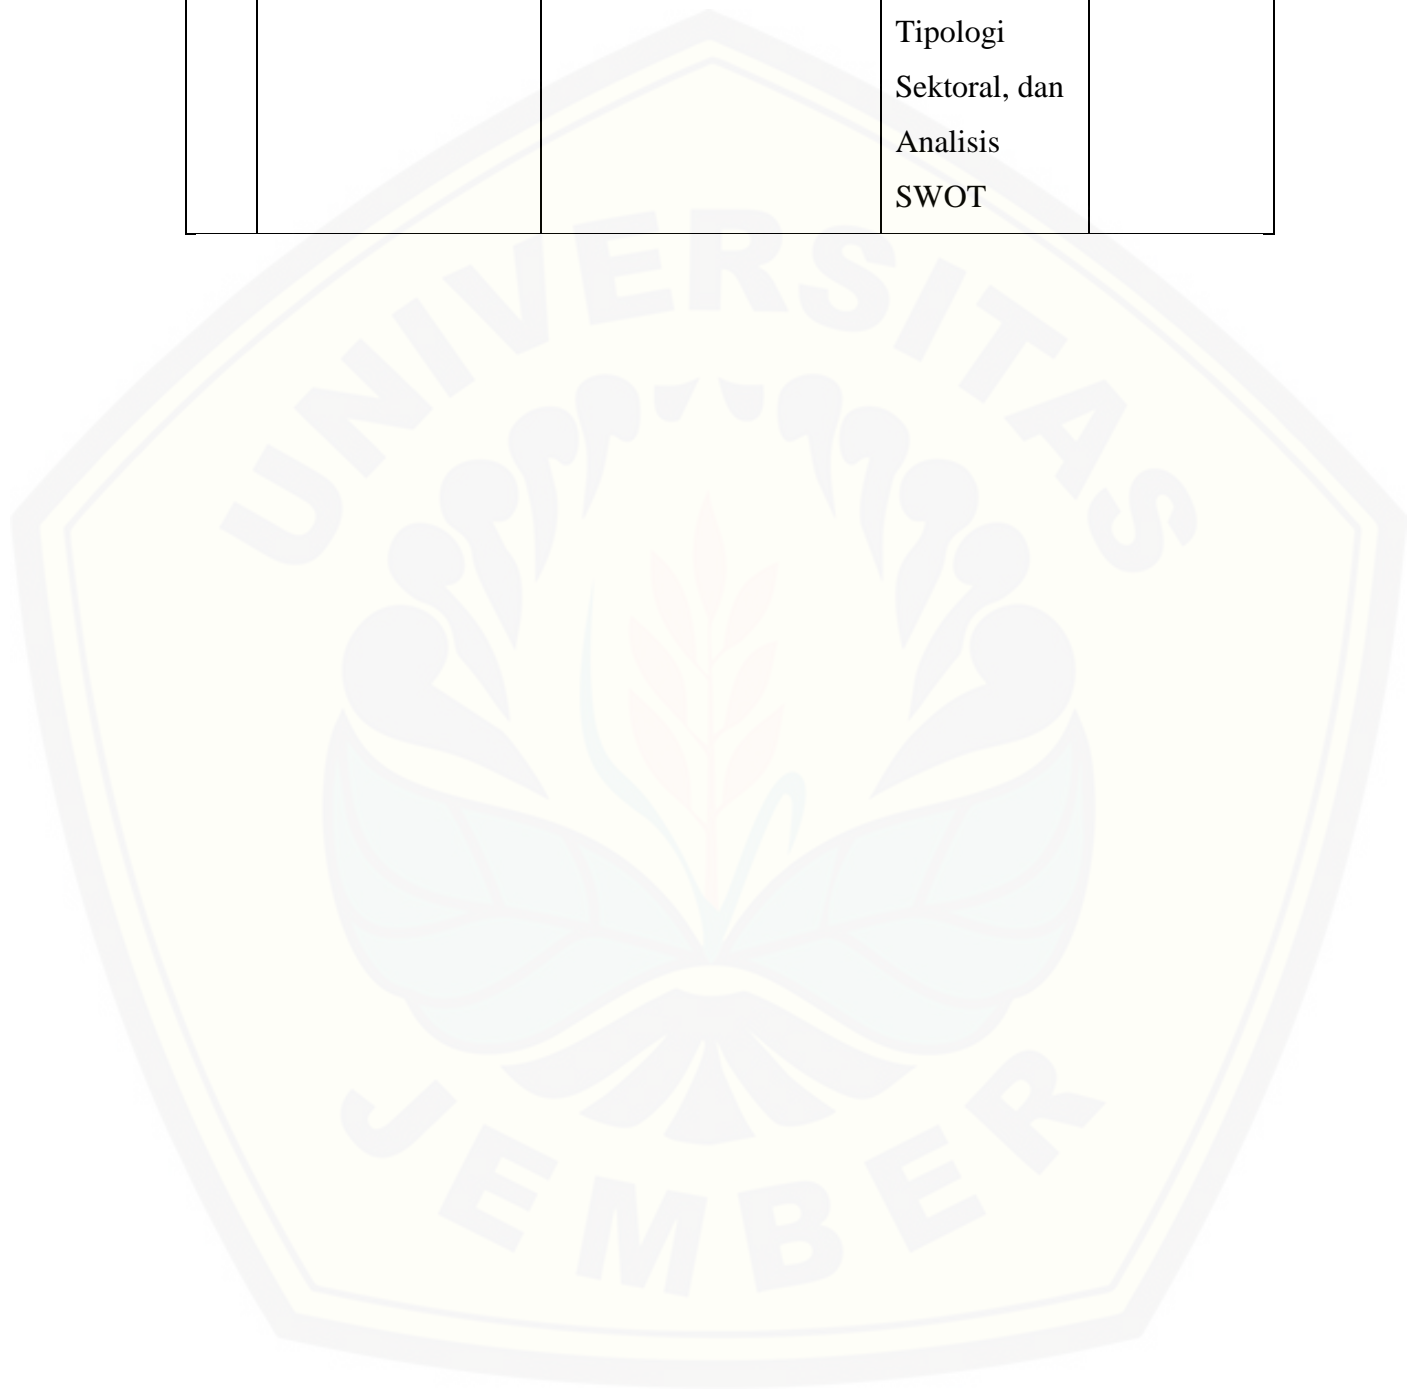 Tipologi
Sektoral, dan
Analisis
SWOT
UNIVERSITAS
JEMBER